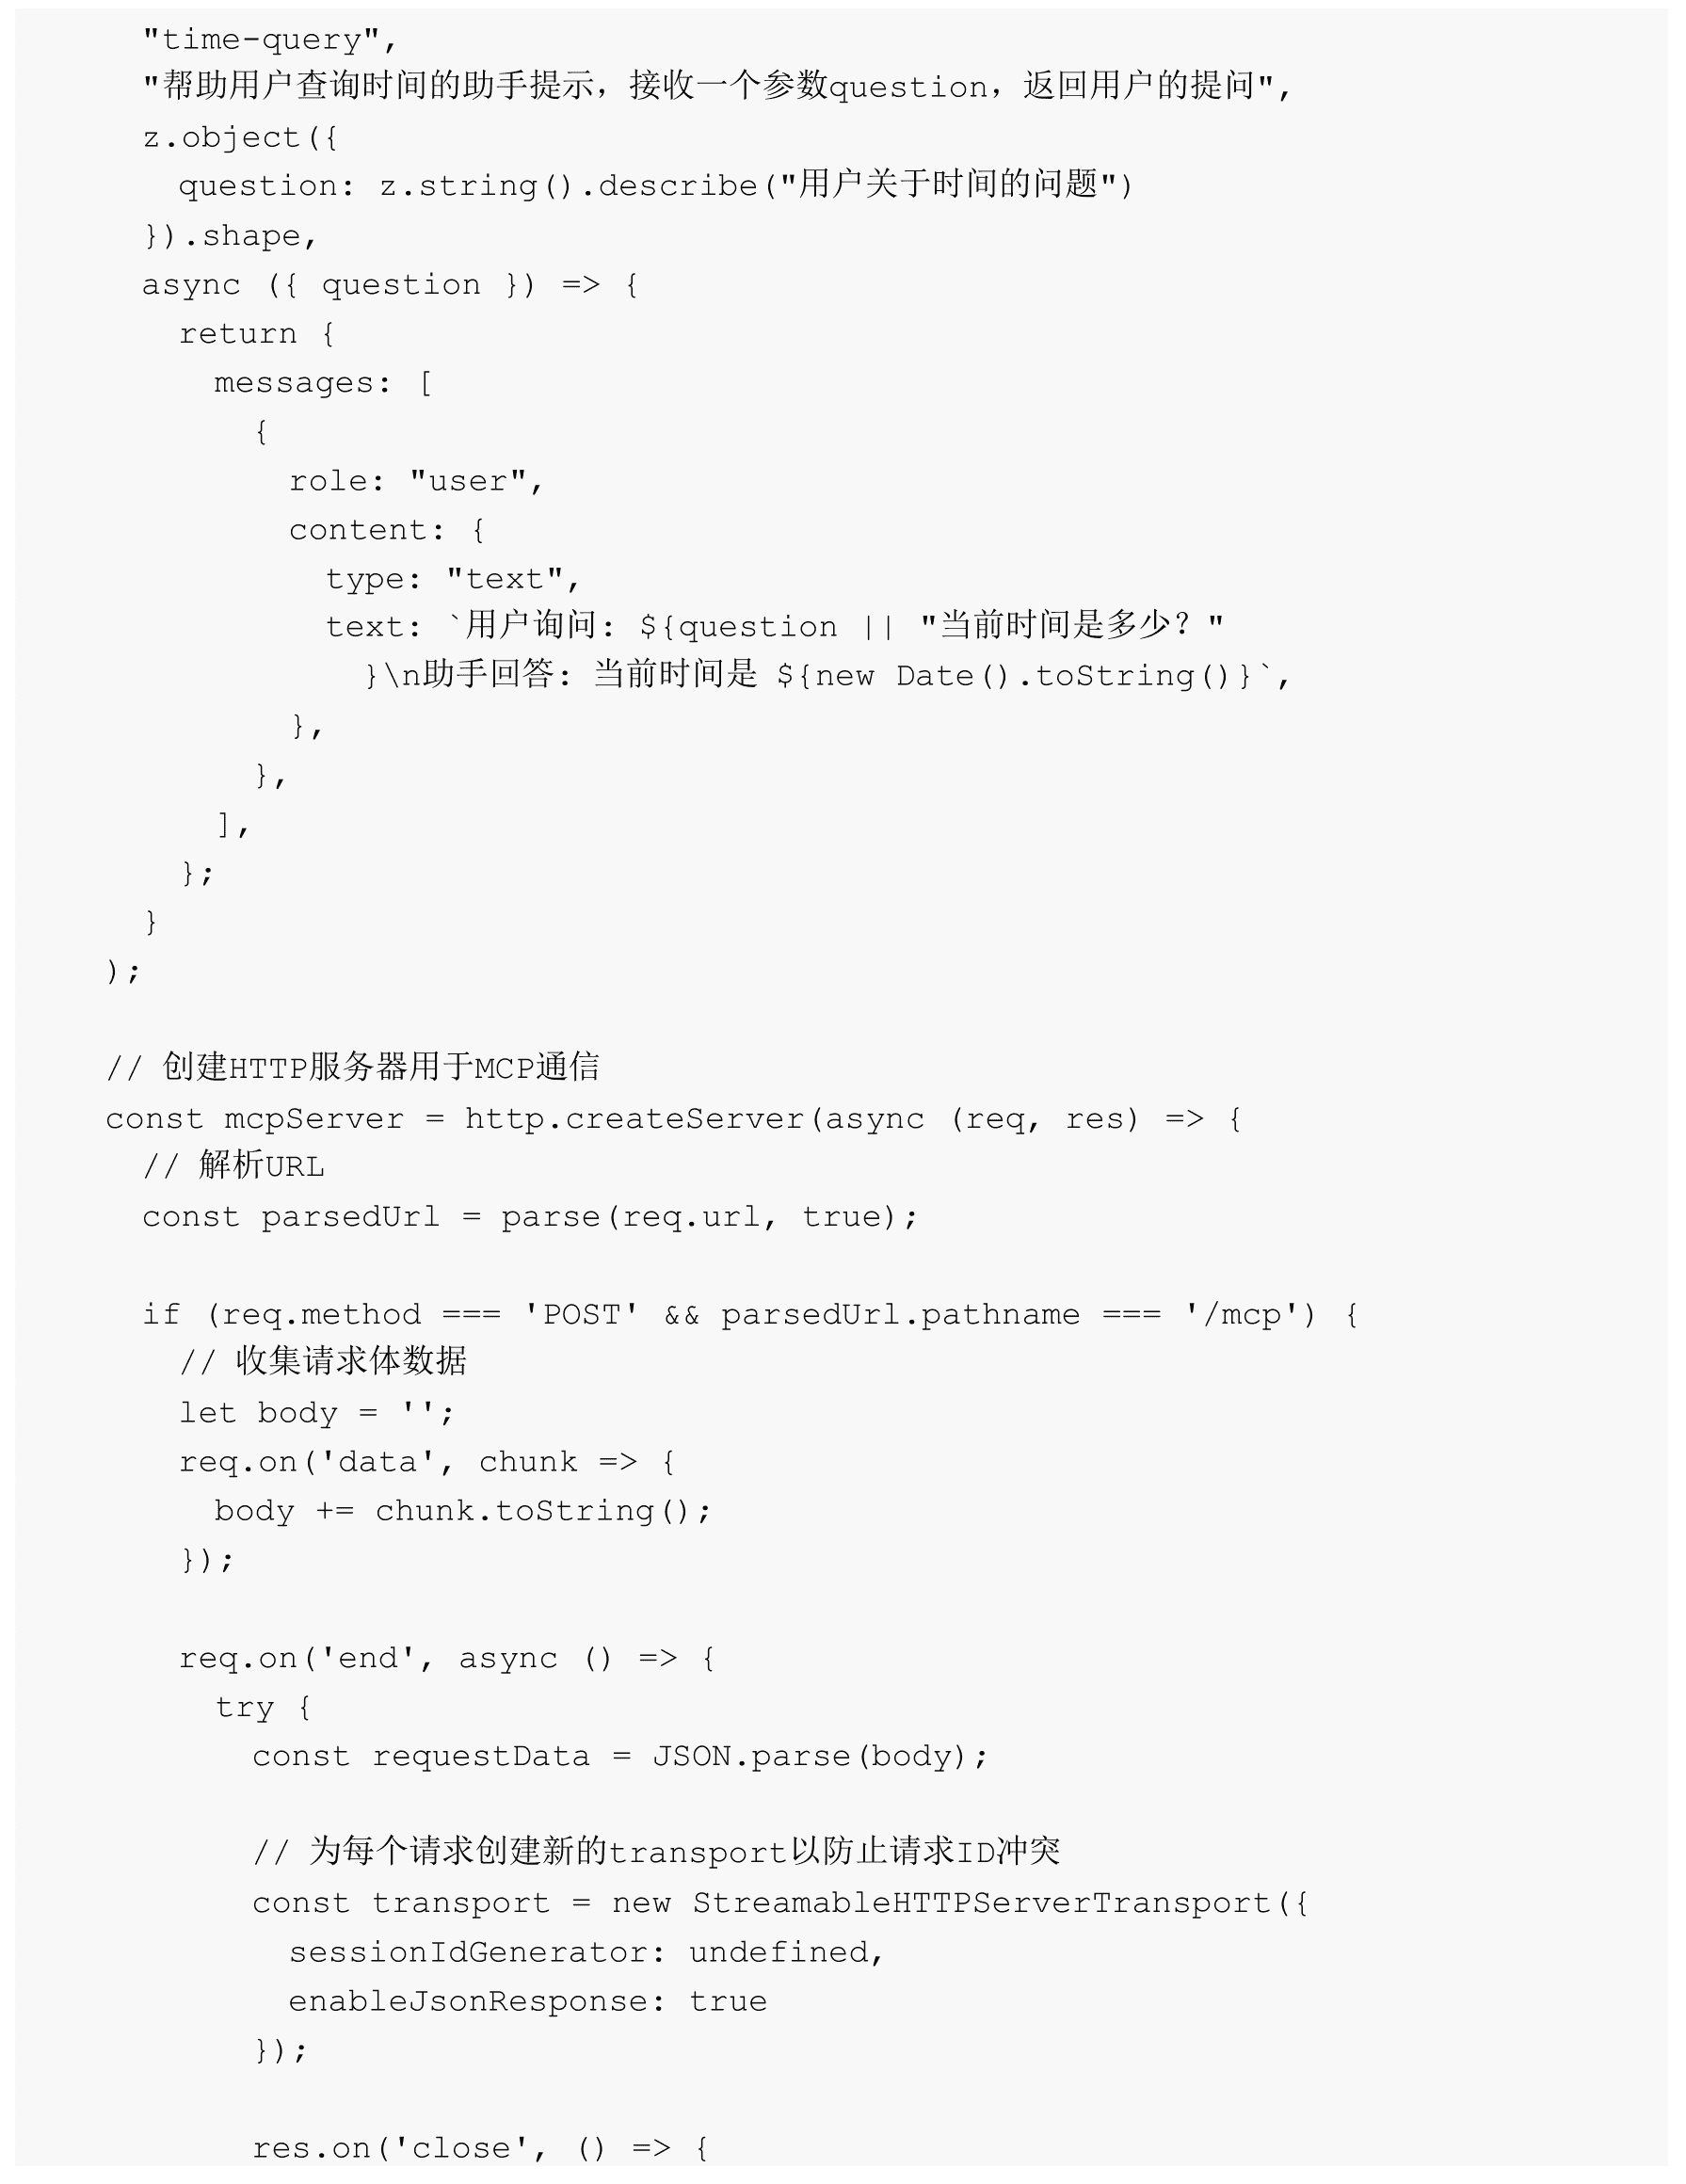 "time-query",
"帮助用户查询时间的助手提示，接收一个参数question，返回用户的提问",
z.object({
question: z.string().describe("用户关于时间的问题")
}).shape,
async ({ question }) => {
return {
messages: [
{
role: "user",
content: {
type: "text",
text: `用户询问: ${question || "当前时间是多少？"
}\n助手回答: 当前时间是 ${new Date().toString()}`,
},
},
],
};
}
);
// 创建HTTP服务器用于MCP通信
const mcpServer = http.createServer(async (req, res) => {
// 解析URL
const parsedUrl = parse(req.url, true);
if (req.method === 'POST' && parsedUrl.pathname === '/mcp') {
// 收集请求体数据
let body = '';
req.on('data', chunk => {
body += chunk.toString();
});
req.on('end', async () => {
try {
const requestData = JSON.parse(body);
// 为每个请求创建新的transport以防止请求ID冲突
const transport = new StreamableHTTPServerTransport({
sessionIdGenerator: undefined,
enableJsonResponse: true
});
res.on('close', () => {